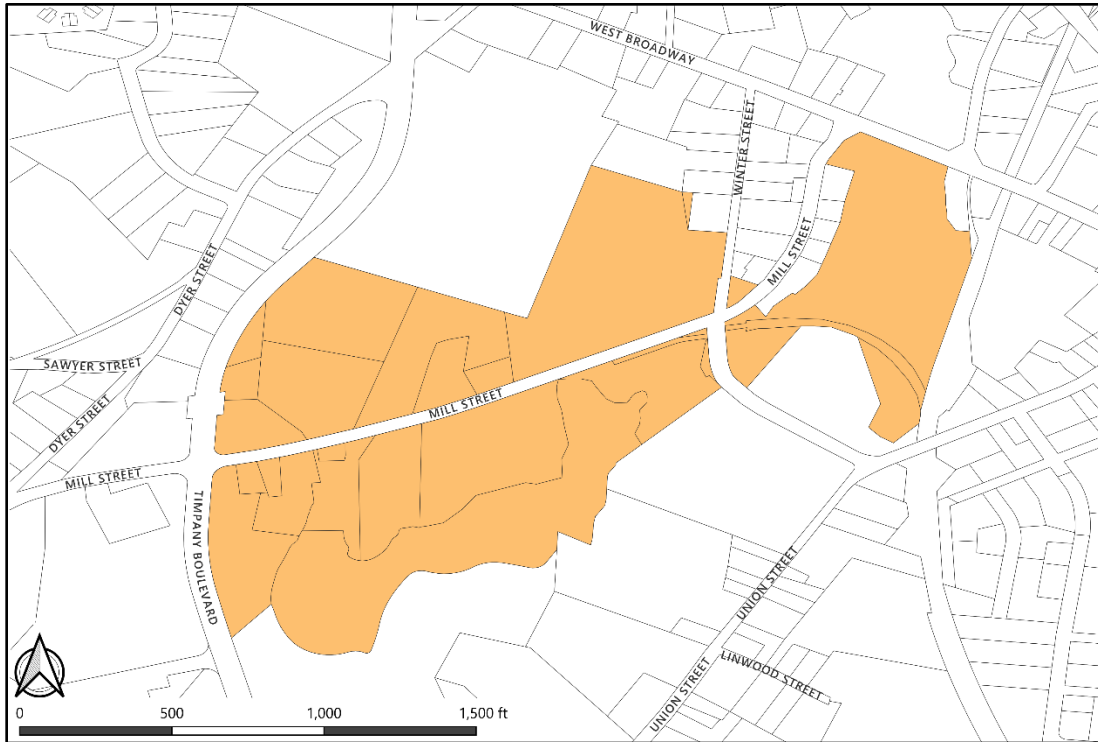 WEST BROADWAY
WINTER STREET
MILL STREET
DYER STREET
SAWYER STREET
DYER STREET
MILL STREET
MILL STREET
TIMPANY BOULEVARD
UNION STREET
LINWOOD STREET
UNION STREET
0 500 1,000 1,500 ft